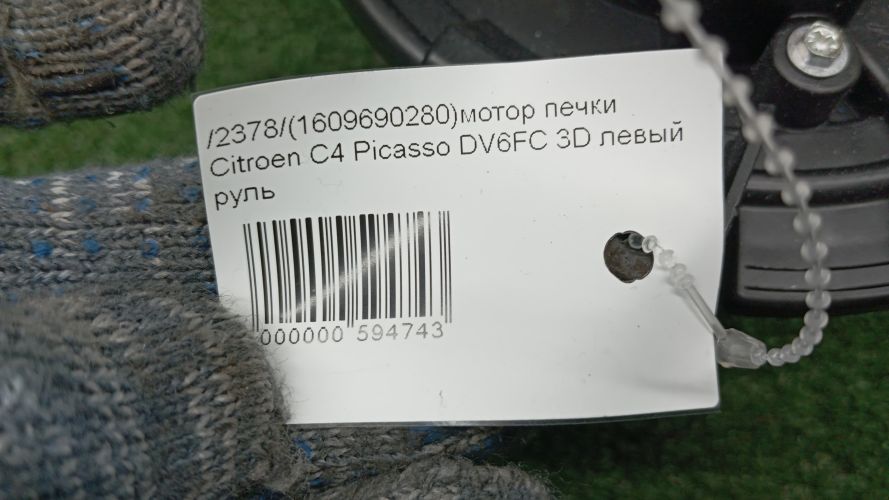 /2378/(1609690280)мотор печки
Citroen C4 Picasso DV6FC 3D левый
руль
000000 594743